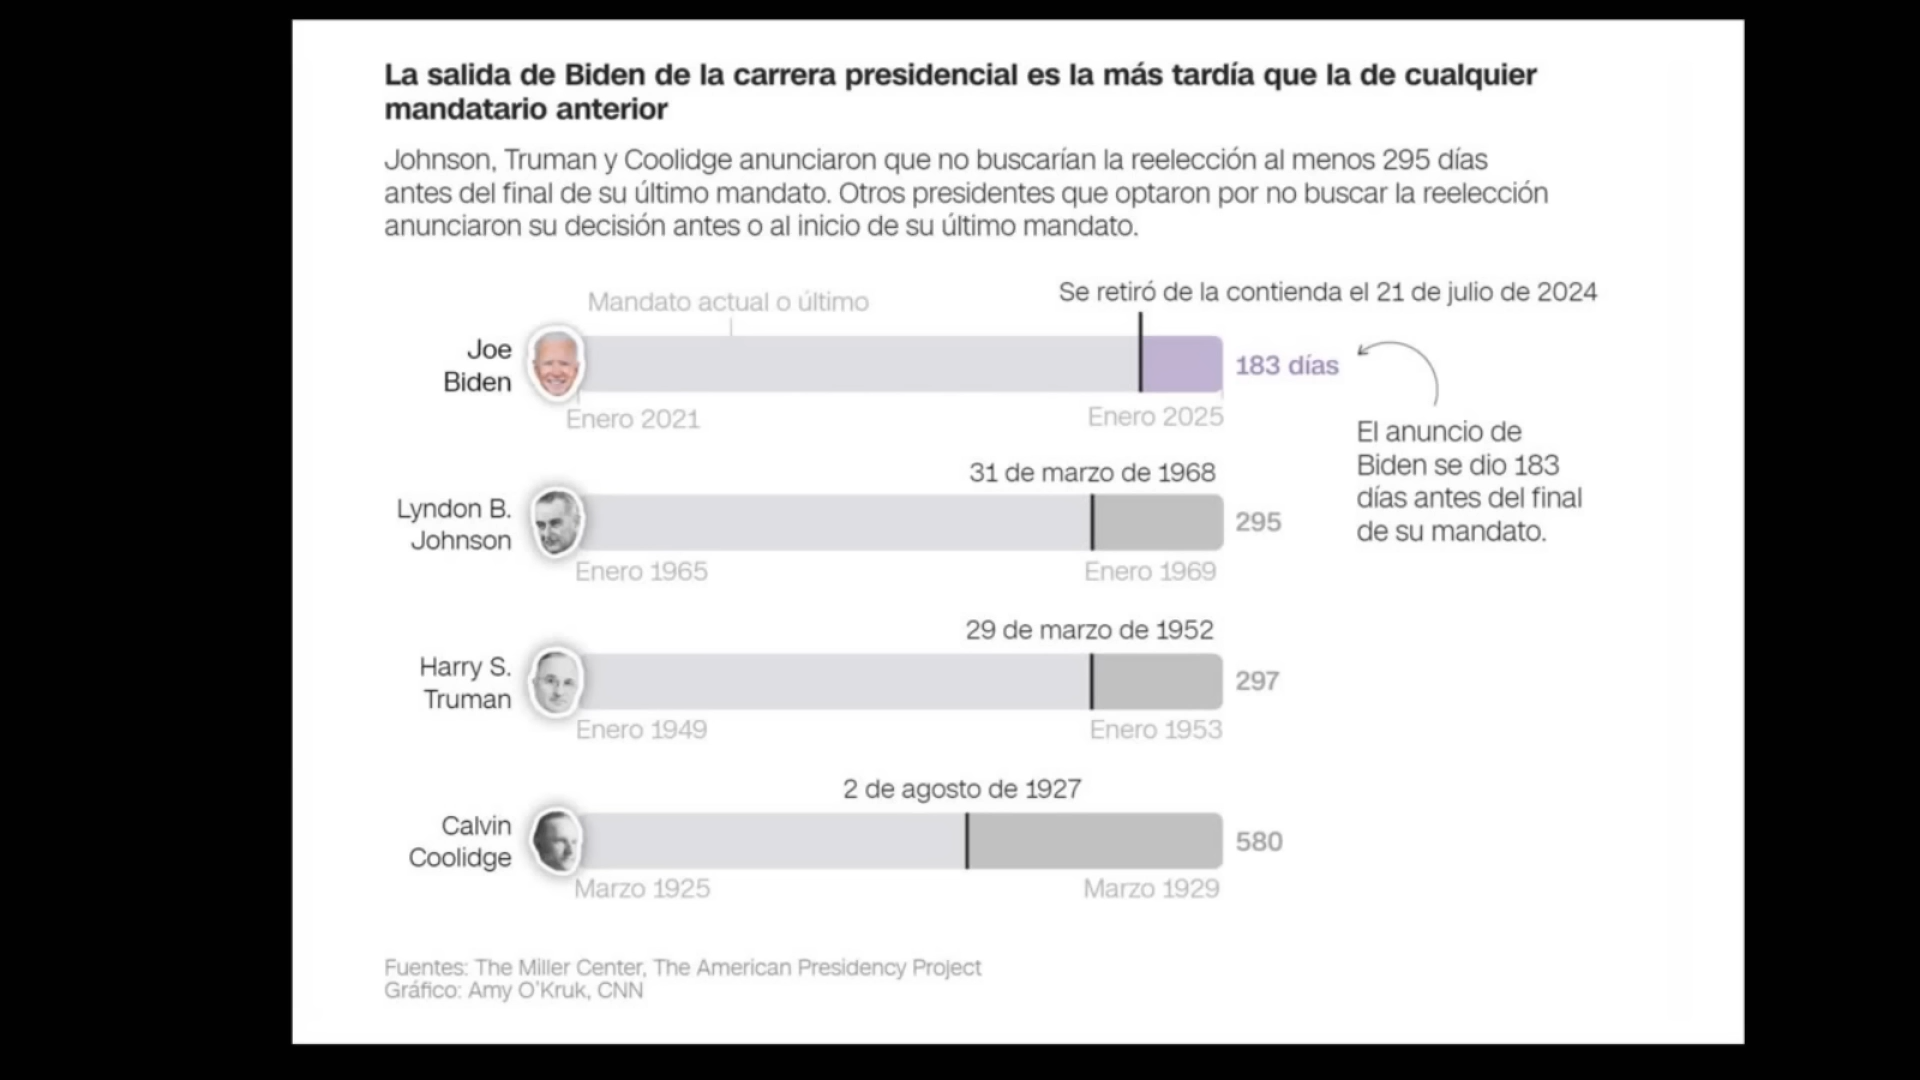 La salida de Biden de la carrera presidencial es la más tardía que la de cualquier
mandatario anterior
Johnson, Truman y Coolidge anunciaron que no buscarían la reelección al menos 295 días
antes del final de su último mandato. Otros presidentes que optaron por no buscar la reelección
anunciaron su decisión antes o al inicio de su último mandato.
Mandato actual o último
Se retiró de la contienda el 21 de julio de 2024
Joe
Biden
183 días
Enero 2021
Enero 2025
El anuncio de
Biden se dio 183
días antes del final
de su mandato.
31 de marzo de 1968
Lyndon B.
Johnson
295
Enero 1965
Enero 1969
29 de marzo de 1952
Harry S.
Truman
297
Enero 1949
Enero 1953
2 de agosto de 1927
Calvin
Coolidge
580
Marzo 1925
Marzo 1929
Fuentes: The Miller Center, The American Presidency Project
Gráfico: Amy O'Kruk, CNN